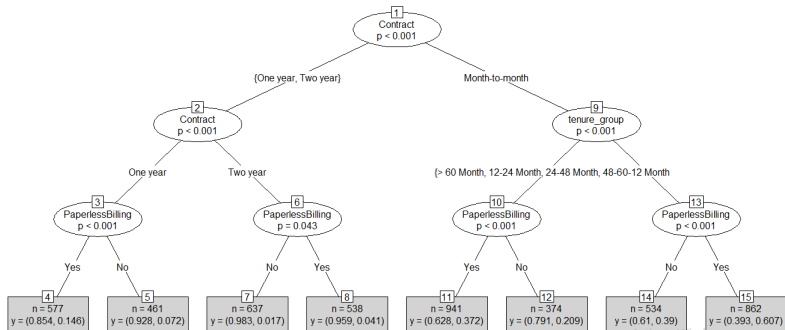 1
Contract
p < 0.001
{One year, Two year}
Month-to-month
2
Contract
p < 0.001
9
tenure_group
p < 0.001
One year
Two year
{> 60 Month, 12-24 Month, 24-48 Month, 48-60-12 Month
3
PaperlessBilling
p < 0.001
6
PaperlessBilling
p = 0.043
10
PaperlessBilling
p < 0.001
13
PaperlessBilling
p < 0.001
Yes
No
No
Yes
Yes
No
No
Yes
4
n = 577
y = (0.854, 0.146)
5
n = 461
y = (0.928, 0.072)
7
n = 637
y = (0.983, 0.017)
8
n = 538
y = (0.959, 0.041)
11
n = 941
y = (0.628, 0.372)
12
n = 374
y = (0.791, 0.209)
14
n = 534
y = (0.61, 0.39)
15
n = 862
y = (0.393, 0.607)